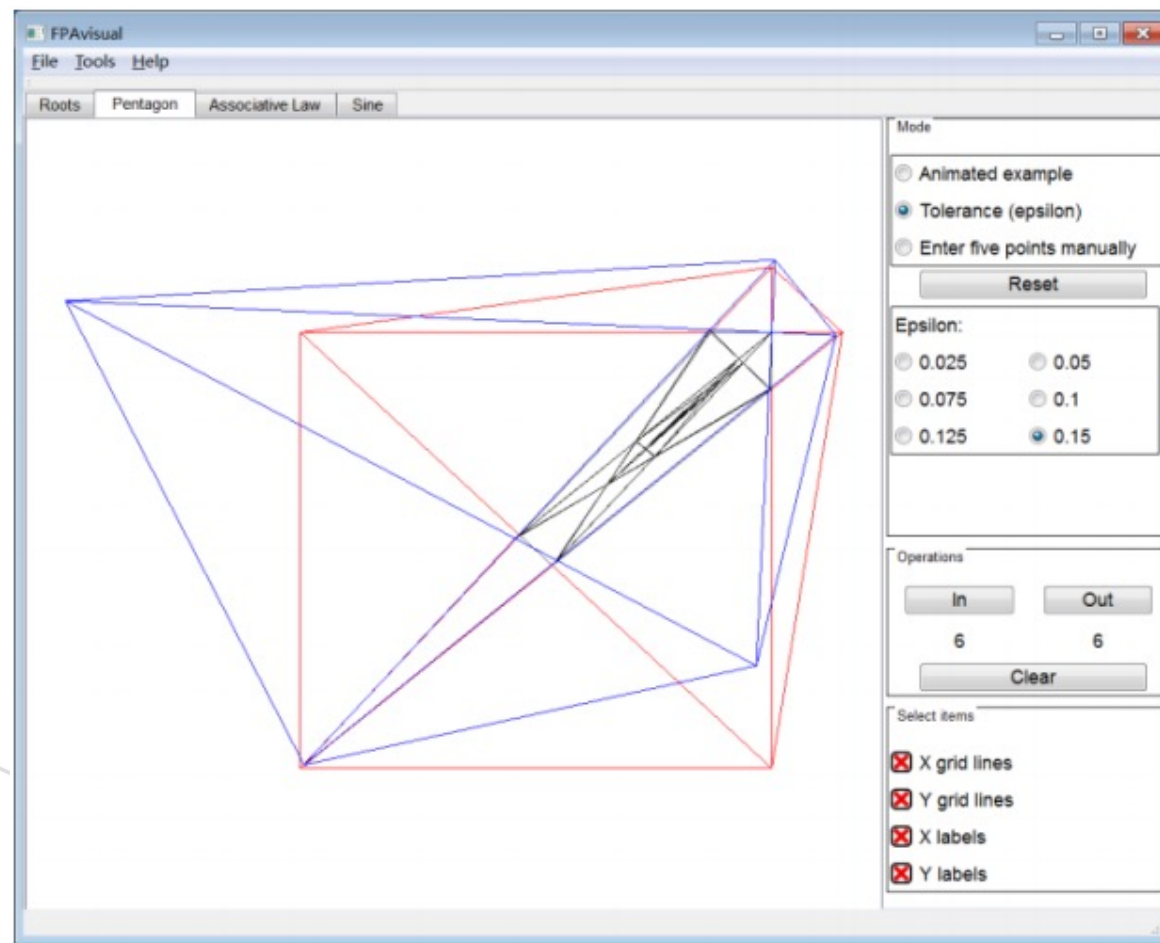 FPAvisual
File Tools Help
Roots Pentagon Associative Law Sine
Mode
Animated example
Tolerance (epsilon)
Enter five points manually
Reset
Epsilon:
0.025 0.05
0.075 0.1
0.125 0.15
Operations
In Out
6 6
Clear
Select items
X grid lines
Y grid lines
X labels
Y labels